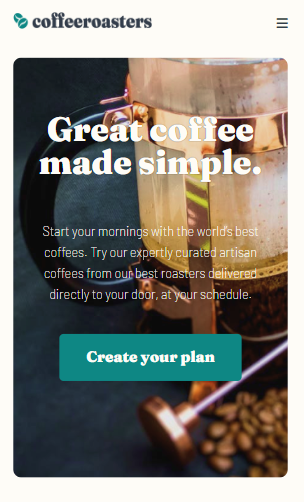 coffeeroasters
Great coffee
made simple.
Start your mornings with the world's best
coffees. Try our expertly curated artisan
coffees from our best roasters delivered
directly to your door, at your schedule.
Create your plan